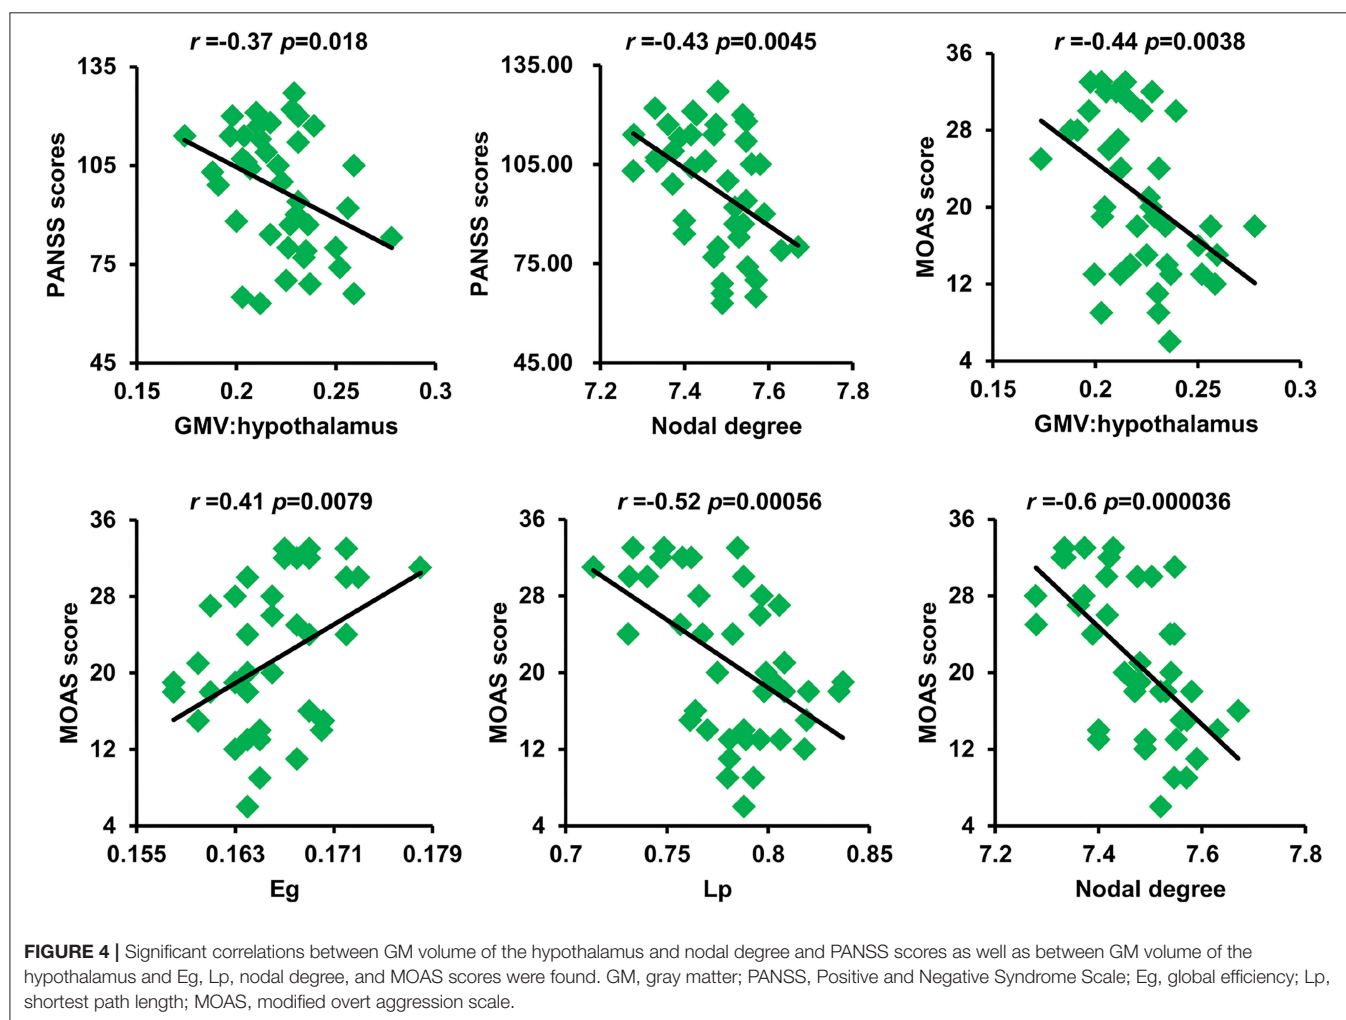 r =-0.37 p=0.018
135
105
75
45
PANSS scores
0.15 0.2 0.25 0.3
GMV:hypothalamus
r =-0.43 p=0.0045
135.00
105.00
75.00
45.00
PANSS scores
7.2 7.4 7.6 7.8
Nodal degree
r =-0.44 p=0.0038
36
28
20
12
4
MOAS score
0.15 0.2 0.25 0.3
GMV:hypothalamus
r =0.41 p=0.0079
36
28
20
12
4
MOAS score
0.155 0.163 0.171 0.179
Eg
r =-0.52 p=0.00056
36
28
20
12
4
MOAS score
0.7 0.75 0.8 0.85
Lp
r =-0.6 p=0.000036
36
28
20
12
4
MOAS score
7.2 7.4 7.6 7.8
Nodal degree
FIGURE 4 | Significant correlations between GM volume of the hypothalamus and nodal degree and PANSS scores as well as between GM volume of the
hypothalamus and Eg, Lp, nodal degree, and MOAS scores were found. GM, gray matter; PANSS, Positive and Negative Syndrome Scale; Eg, global efficiency; Lp,
shortest path length; MOAS, modified overt aggression scale.